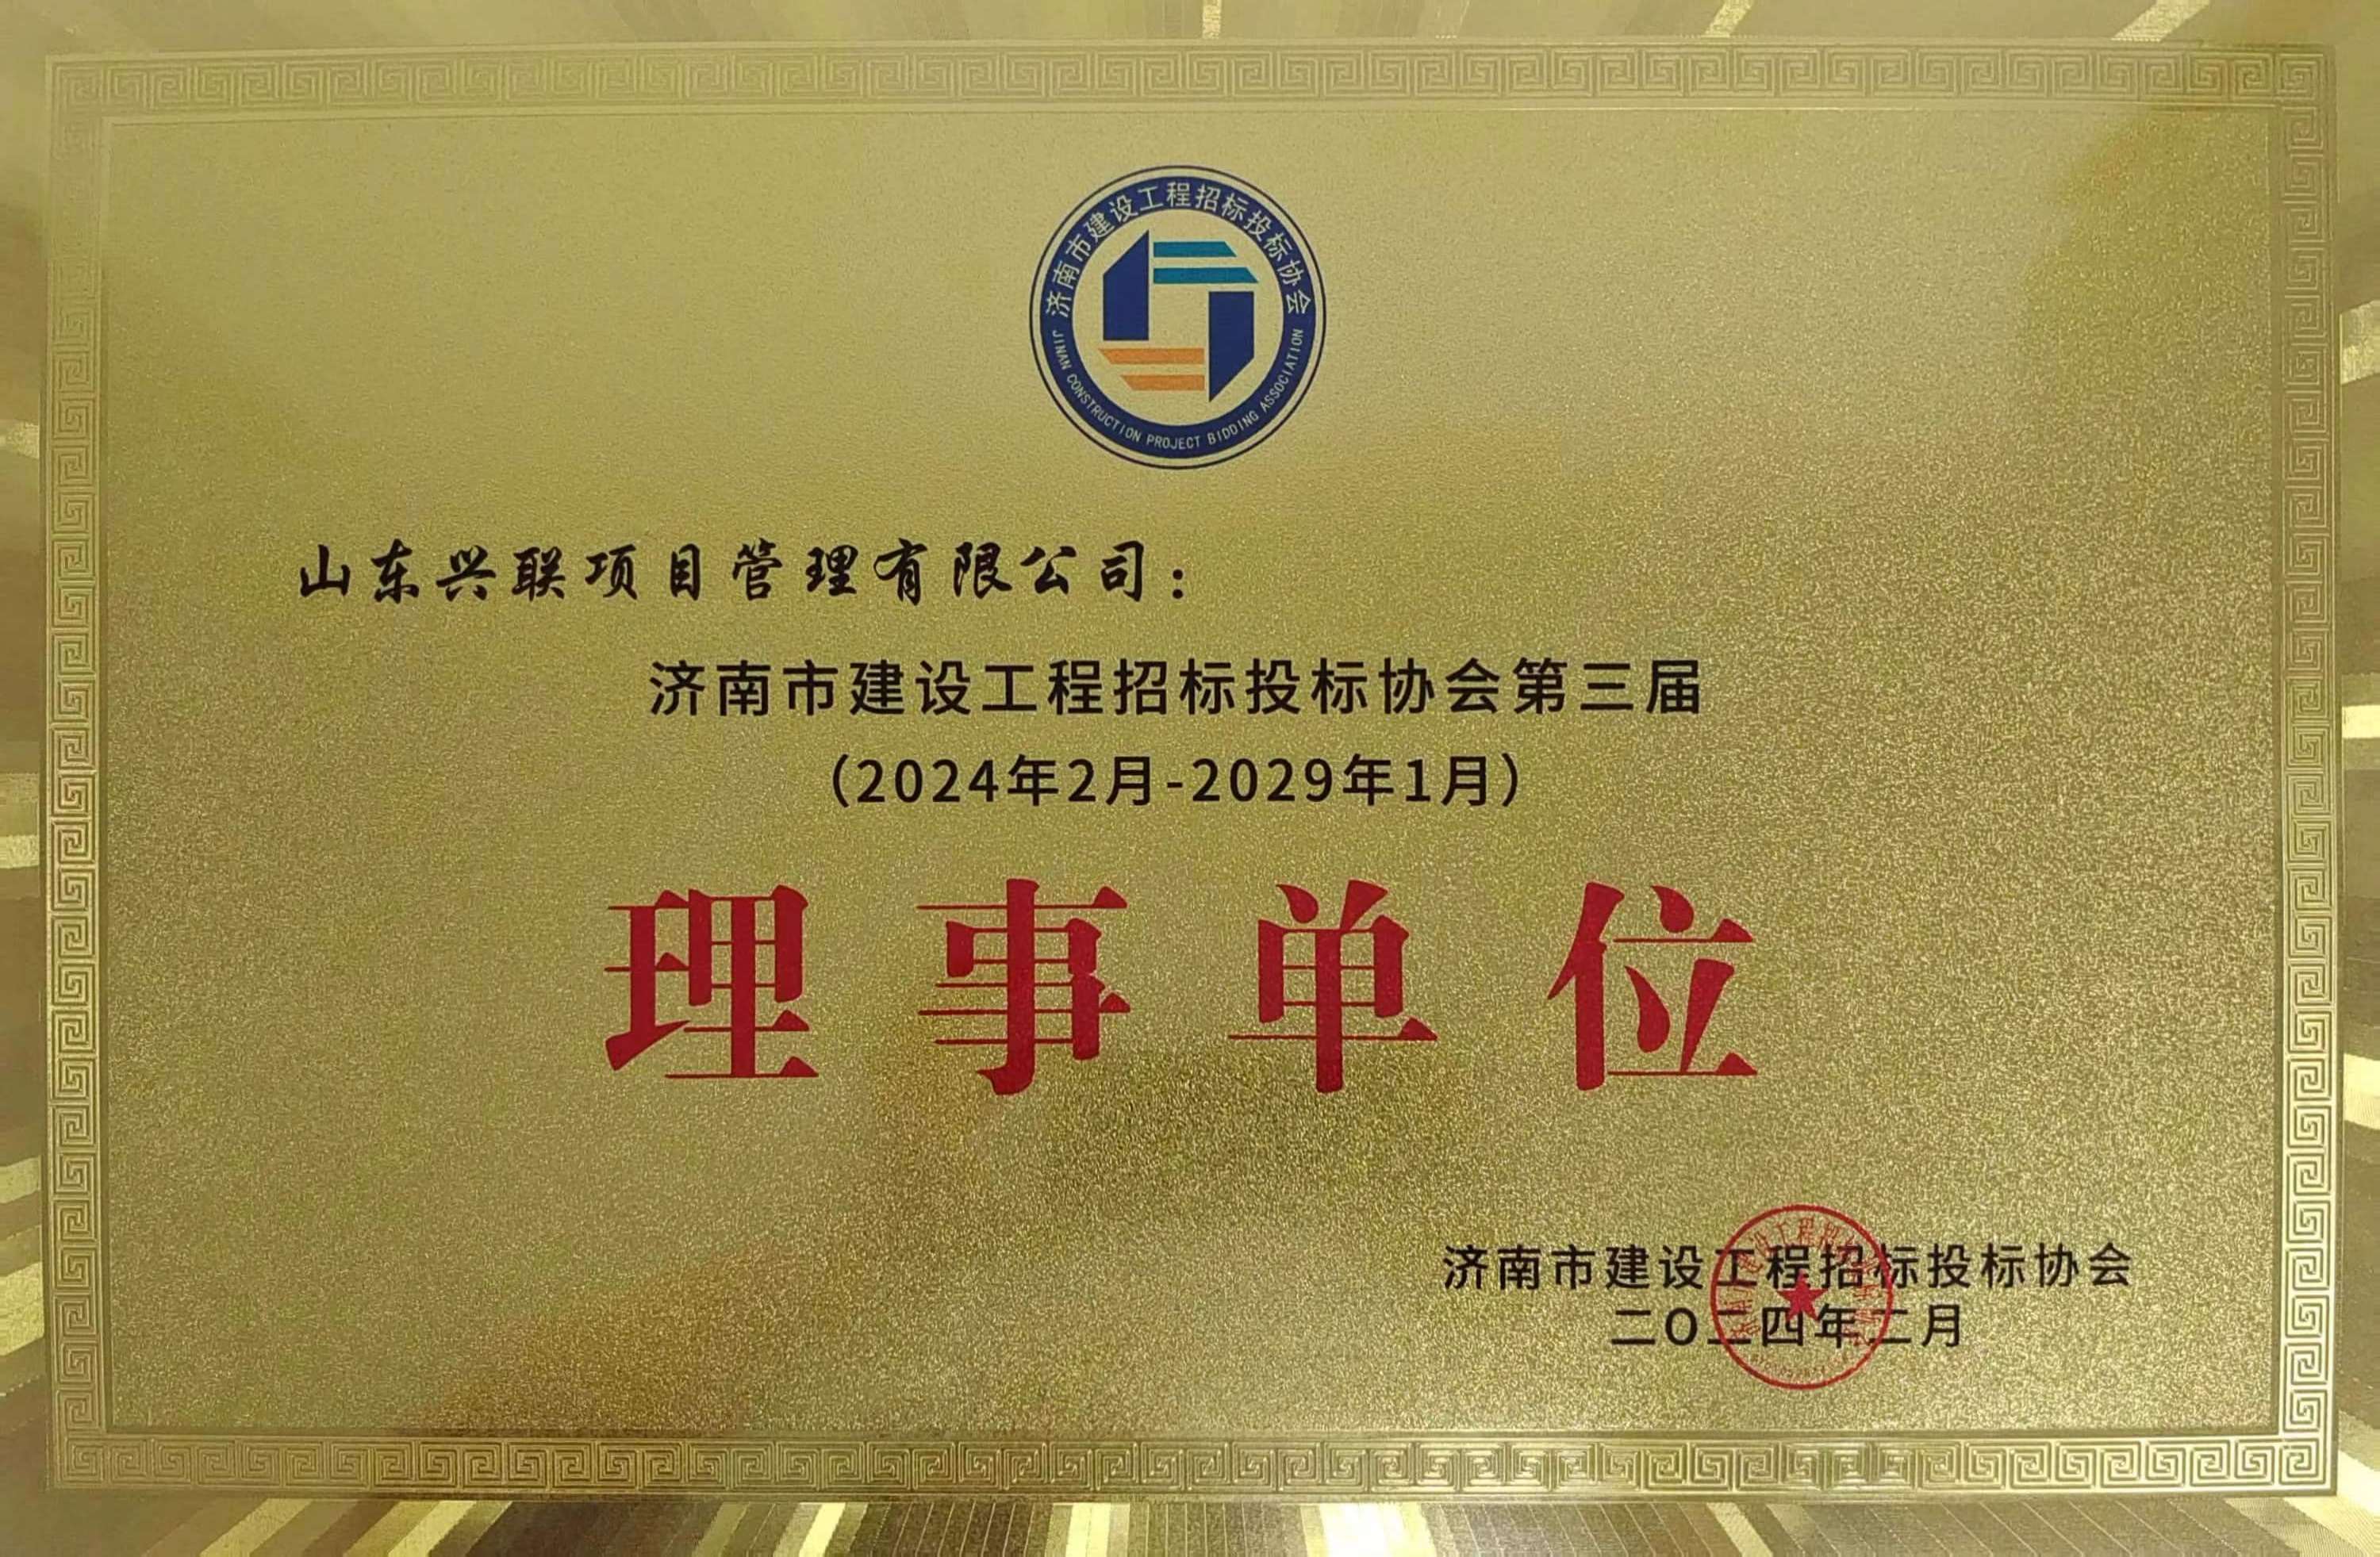 济南市建设工程招标投标协会
JINAN CONSTRUCTION PROJECT BIDDING ASSOCIATION
山东兴联项目管理有限公司：
济南市建设工程招标投标协会第三届
（2024年2月-2029年1月）
理事单位
济南市建设工程招标投标协会
二〇二四年二月